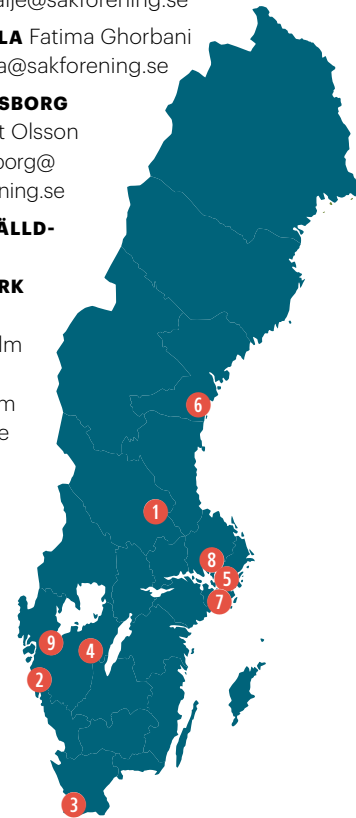 alje@sakforening.se
LA Fatima Ghorbani
a@sakforening.se
SBORG
t Olsson
borg@
ning.se
ÄLLD-
RK
lm
m
e
6
1
8
5
7
9
4
2
3